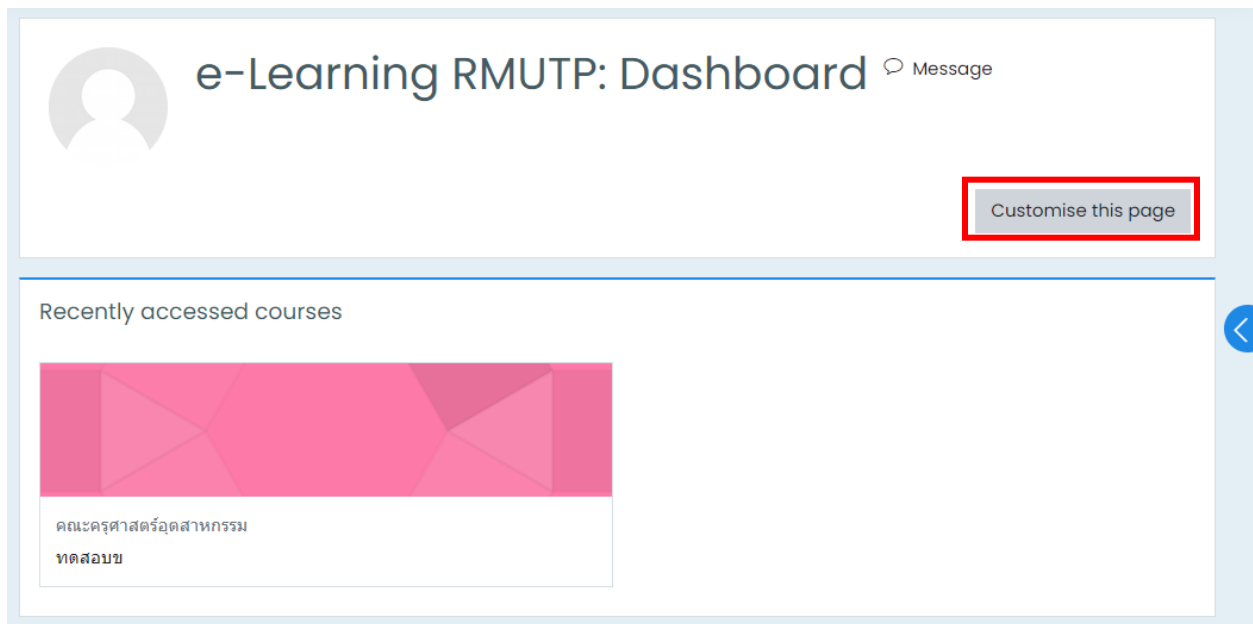 e-Learning RMUTP: Dashboard Message
Customise this page
Recently accessed courses
คณะครุศาสตร์อุตสาหกรรม
ทดสอบข